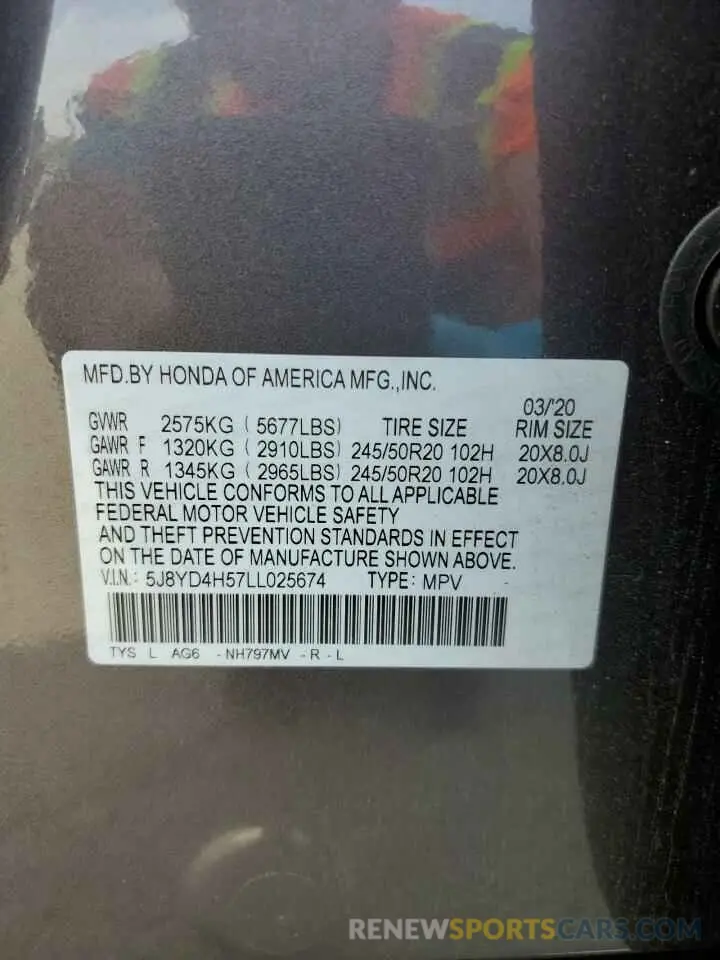 MFD.BY HONDA OF AMERICA MFG.,INC.
03/'20
GVWR 2575KG ( 5677LBS) TIRE SIZE RIM SIZE
GAWR F 1320KG ( 2910LBS) 245/50R20 102H 20X8.0J
GAWR R 1345KG ( 2965LBS) 245/50R20 102H 20X8.0J
THIS VEHICLE CONFORMS TO ALL APPLICABLE
FEDERAL MOTOR VEHICLE SAFETY
AND THEFT PREVENTION STANDARDS IN EFFECT
ON THE DATE OF MANUFACTURE SHOWN ABOVE.
V.I.N.: 5J8YD4H57LL025674 TYPE: MPV -
TYS L AG6 -NH797MV -R -L
RENEWSPORTSCARS.COM